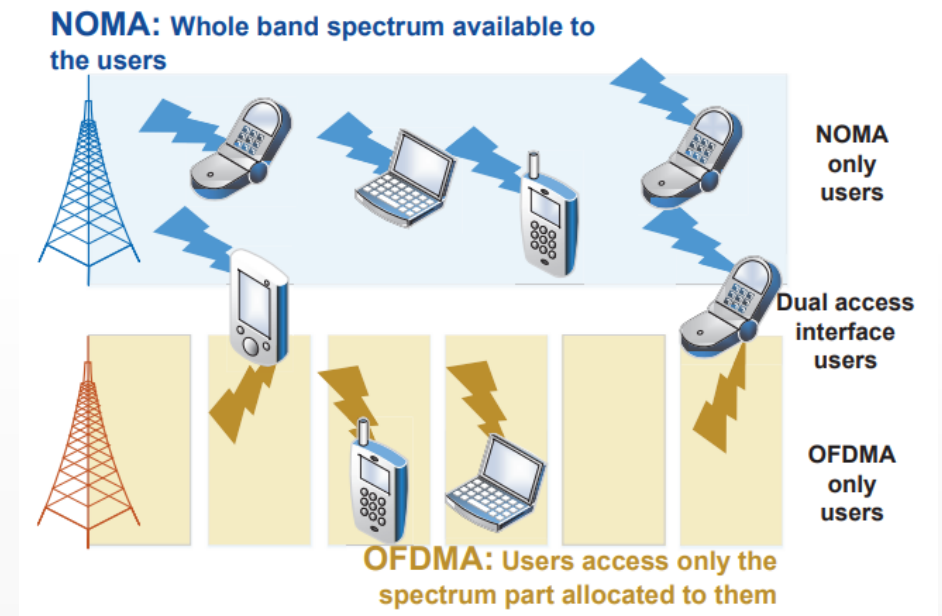 NOMA: Whole band spectrum available to
the users
NOMA
only
users
Dual access
interface
users
OFDMA
only
users
OFDMA: Users access only the
spectrum part allocated to them